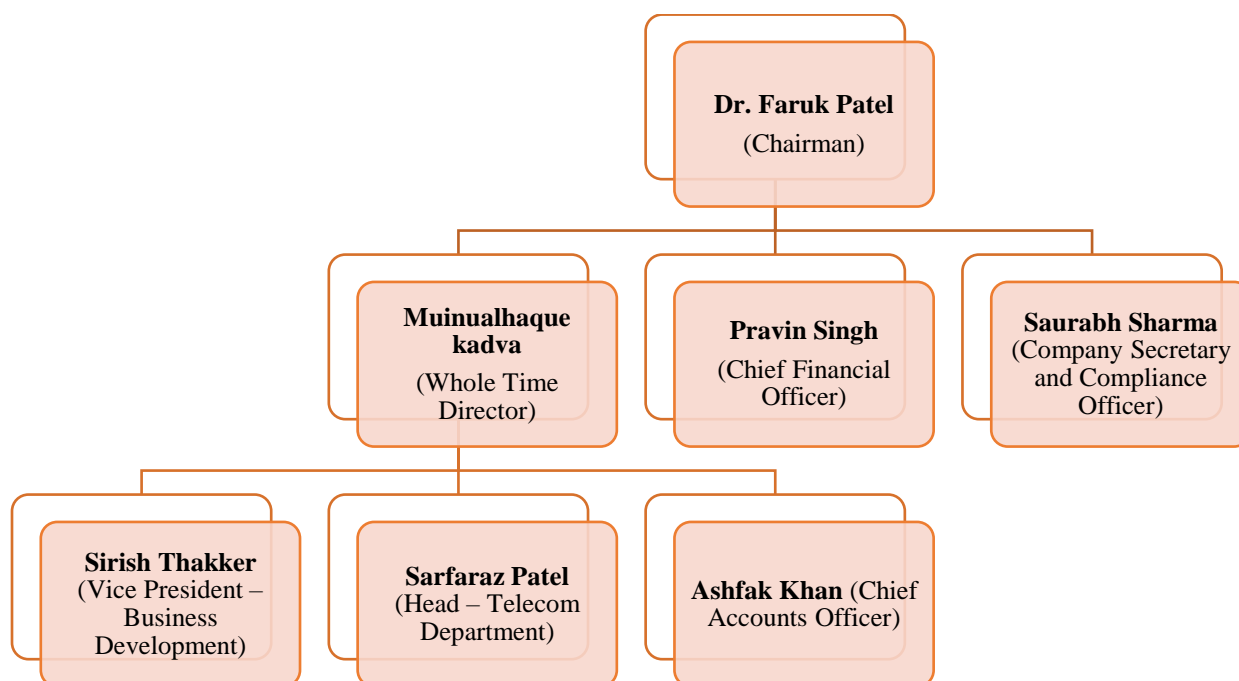 Dr. Faruk Patel
(Chairman)
Muinualhaque
kadva
(Whole Time
Director)
Pravin Singh
(Chief Financial
Officer)
Saurabh Sharma
(Company Secretary
and Compliance
Officer)
Sirish Thakker
(Vice President –
Business
Development)
Sarfaraz Patel
(Head – Telecom
Department)
Ashfak Khan (Chief
Accounts Officer)